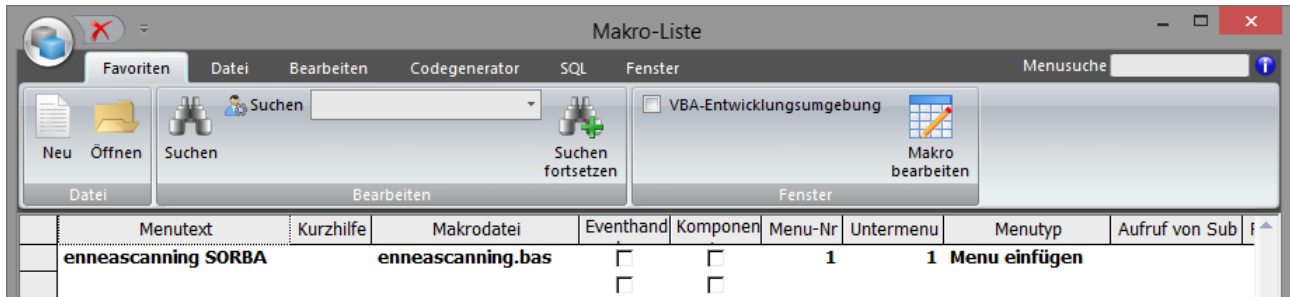 Makro-Liste
Favoriten Datei Bearbeiten Codegenerator SQL Fenster Menusuche
Suchen VBA-Entwicklungsumgebung
Neu Öffnen Suchen Suchen fortsetzen Makro bearbeiten
Datei Bearbeiten Fenster
Menutext Kurzhilfe Makrodatei Eventhand Komponen Menu-Nr Untermenu Menutyp Aufruf von Sub
enneascanning SORBA enneascanning.bas 1 1 Menu einfügen